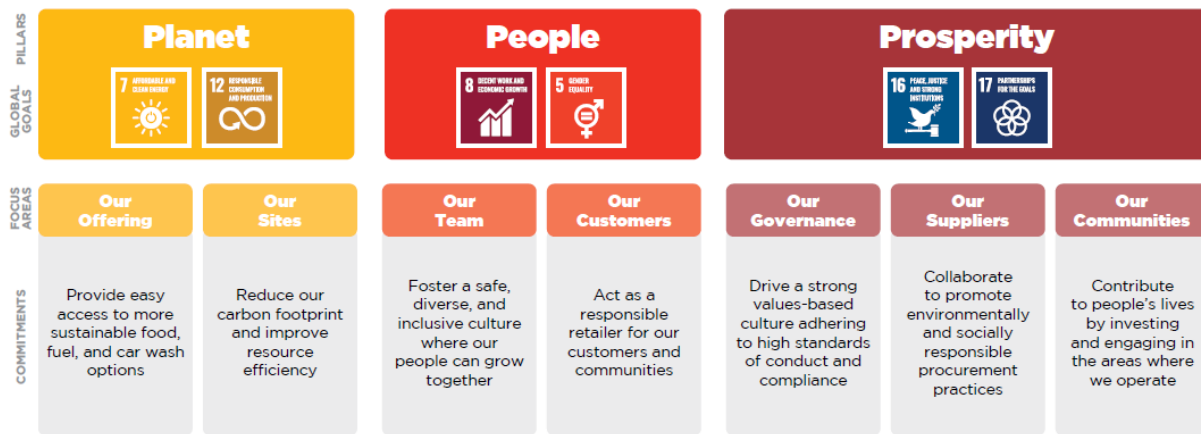 PILLARS
Planet
People
Prosperity
GLOBAL
GOALS
7 AFFORDABLE AND
CLEAN ENERGY
12 RESPONSIBLE
CONSUMPTION
AND PRODUCTION
8 DECENT WORK AND
ECONOMIC GROWTH
5 GENDER
EQUALITY
16 PEACE, JUSTICE
AND STRONG
INSTITUTIONS
17 PARTNERSHIPS
FOR THE GOALS
FOCUS
AREAS
Our
Offering
Our
Sites
Our
Team
Our
Customers
Our
Governance
Our
Suppliers
Our
Communities
COMMITMENTS
Provide easy
access to more
sustainable food,
fuel, and car wash
options
Reduce our
carbon footprint
and improve
resource
efficiency
Foster a safe,
diverse, and
inclusive culture
where our
people can grow
together
Act as a
responsible
retailer for our
customers and
communities
Drive a strong
values-based
culture adhering
to high standards
of conduct and
compliance
Collaborate
to promote
environmentally
and socially
responsible
procurement
practices
Contribute
to people's lives
by investing
and engaging in
the areas where
we operate